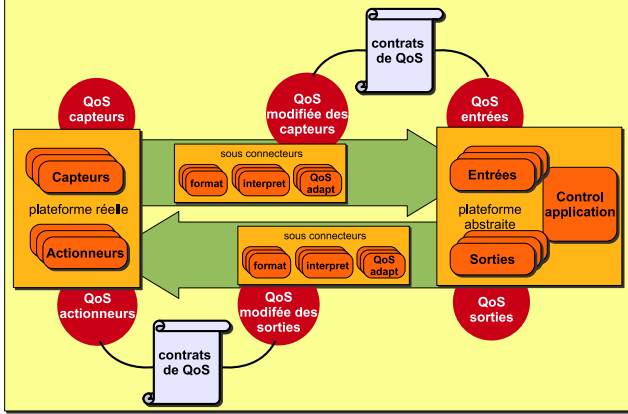 contrats
de QoS
QoS
capteurs
QoS
modifiée des
capteurs
QoS
entrées
sous connecteurs
format
interpret
QoS
adapt
Capteurs
plateforme réelle
Actionneurs
Entrées
plateforme
abstraite
Sorties
Control
application
sous connecteurs
format
interpret
QoS
adapt
QoS
actionneurs
QoS
modifée des
sorties
QoS
sorties
contrats
de QoS